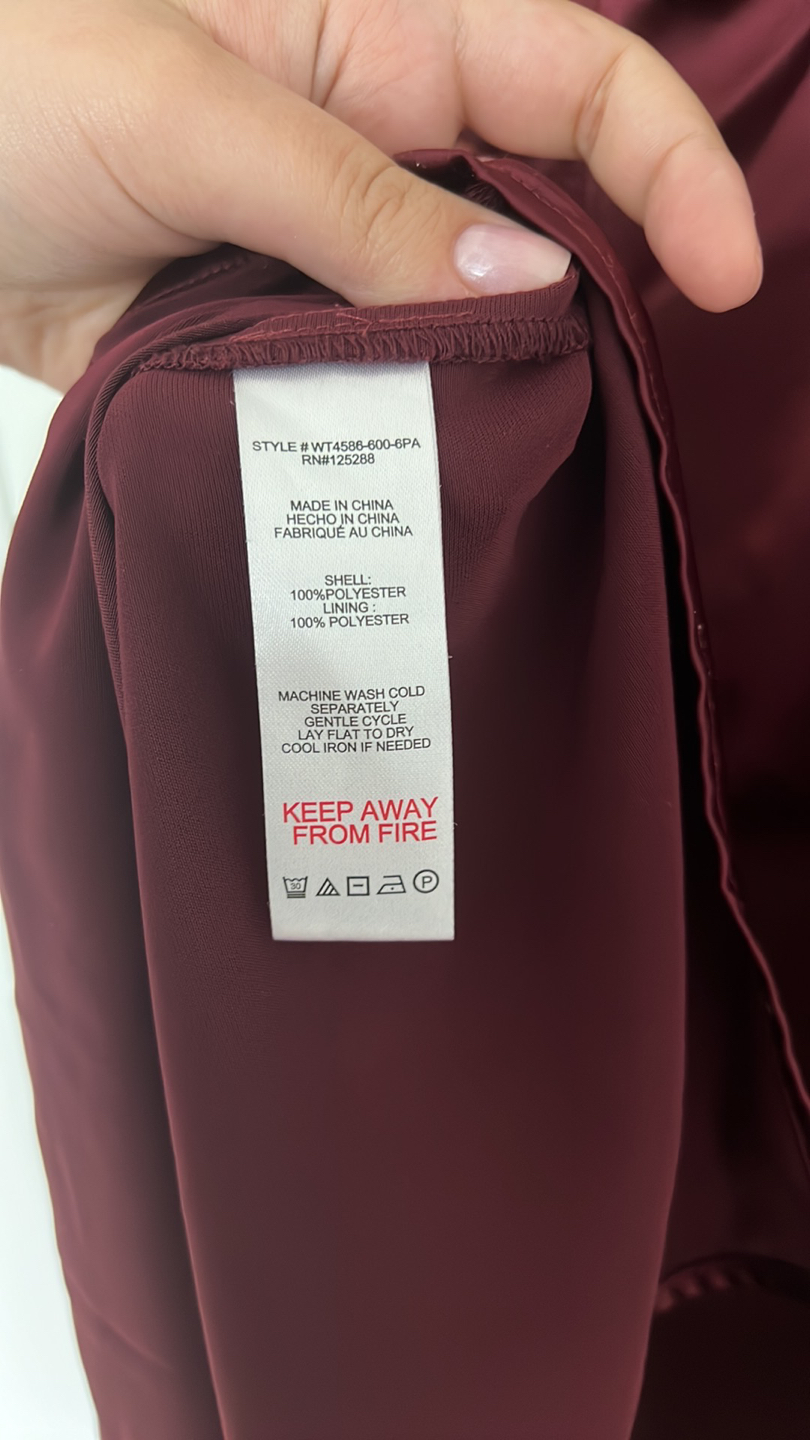 STYLE # WT4586-600-6PA
RN#125288
MADE IN CHINA
HECHO IN CHINA
FABRIQUÉ AU CHINA
SHELL:
100%POLYESTER
LINING :
100% POLYESTER
MACHINE WASH COLD
SEPARATELY
GENTLE CYCLE
LAY FLAT TO DRY
COOL IRON IF NEEDED
KEEP AWAY
FROM FIRE
30
P